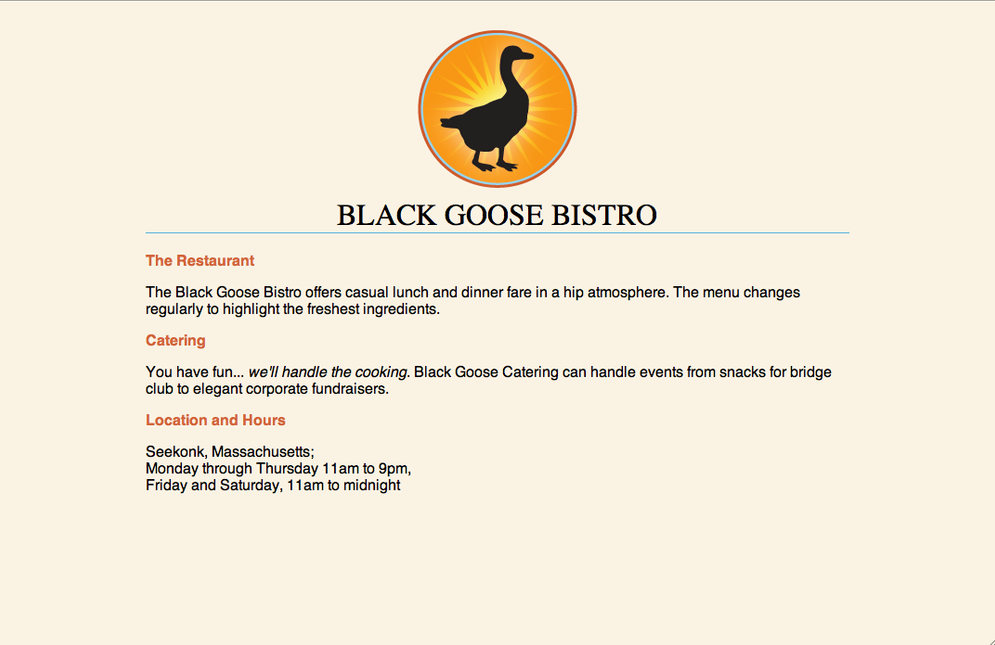 BLACK GOOSE BISTRO
The Restaurant
The Black Goose Bistro offers casual lunch and dinner fare in a hip atmosphere. The menu changes
regularly to highlight the freshest ingredients.
Catering
You have fun... we'll handle the cooking. Black Goose Catering can handle events from snacks for bridge
club to elegant corporate fundraisers.
Location and Hours
Seekonk, Massachusetts;
Monday through Thursday 11am to 9pm,
Friday and Saturday, 11am to midnight